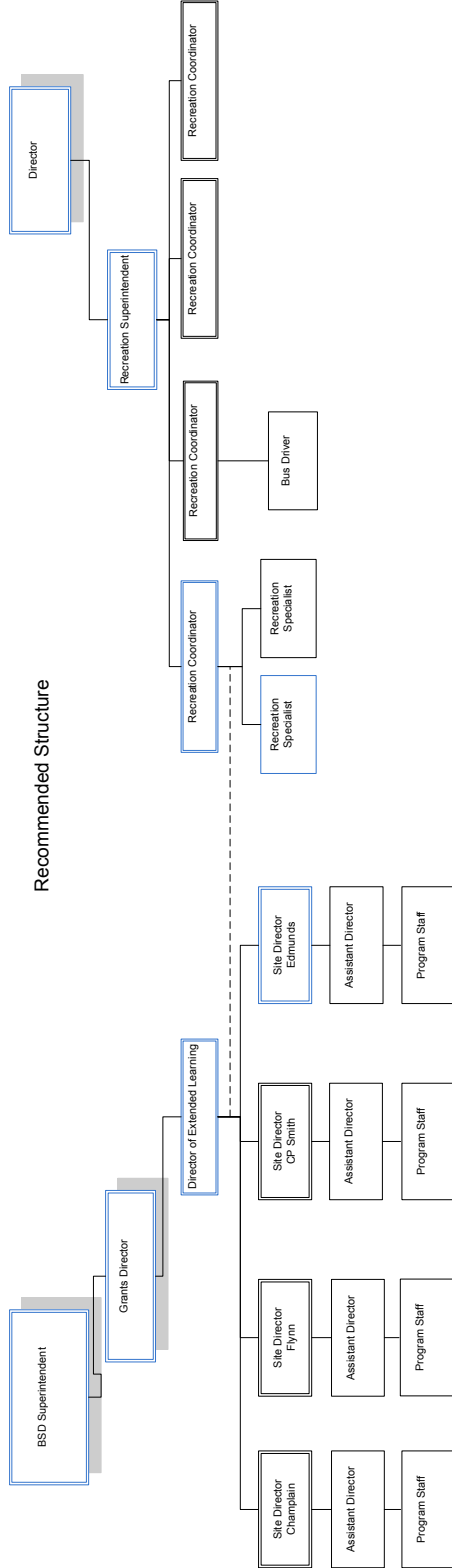 Recommended Structure
BSD Superintendent
Grants Director
Director of Extended Learning
Site Director
Champlain
Site Director
Flynn
Site Director
CP Smith
Site Director
Edmunds
Assistant Director
Assistant Director
Assistant Director
Assistant Director
Program Staff
Program Staff
Program Staff
Program Staff
Director
Recreation Superintendent
Recreation Coordinator
Recreation Coordinator
Recreation Coordinator
Recreation Coordinator
Recreation
Specialist
Recreation
Specialist
Bus Driver